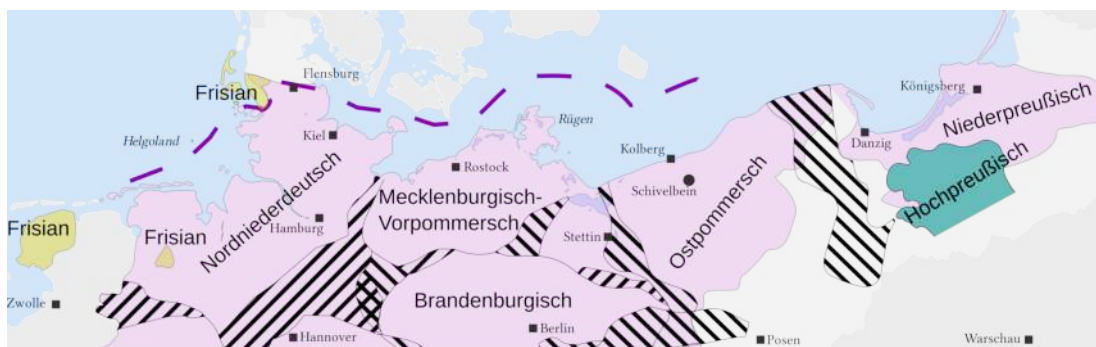 Flensburg
Frisian
Königsberg
Niederpreußisch
Helgoland
Rügen
Kiel
Danzig
Kolberg
Rostock
Schivelbein
Hochpreußisch
Nordniederdeutsch
Mecklenburgisch-
Vorpommersch
Ostpommersch
Frisian
Frisian
Hamburg
Stettin
Brandenburgisch
Zwolle
Hannover
Berlin
Posen
Warschau